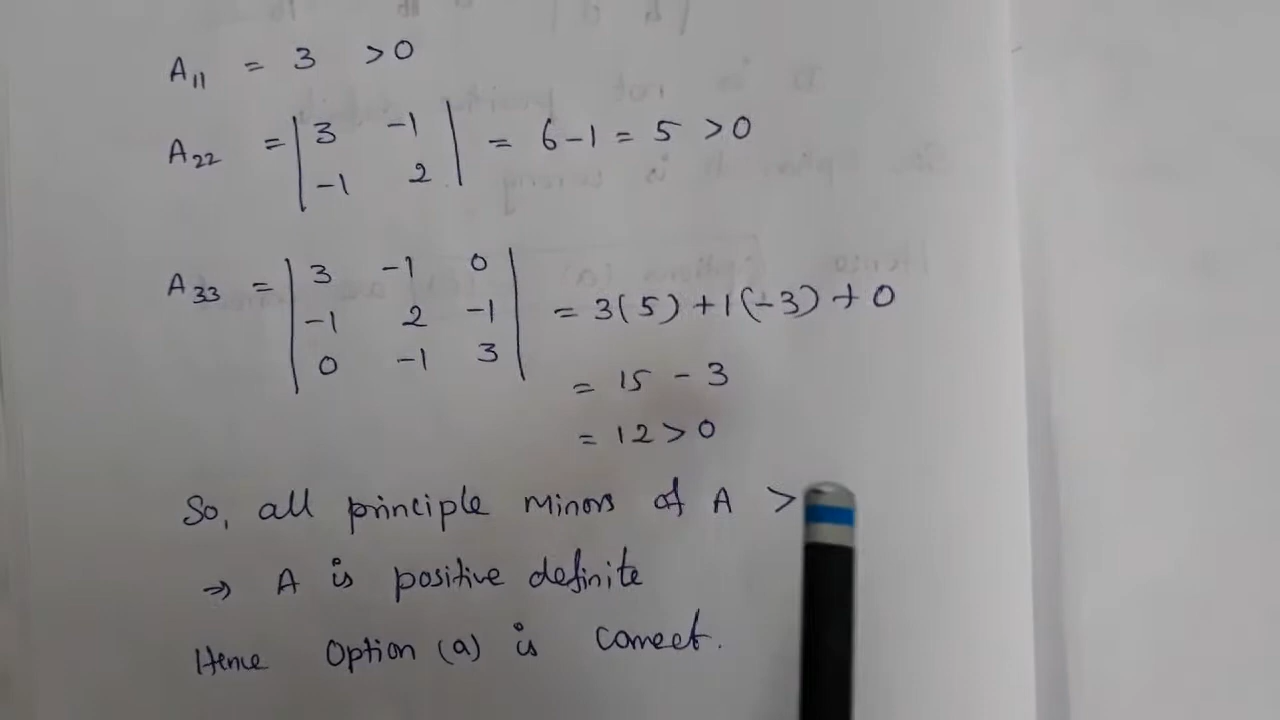 A11 = 3 >0
A22 = | 3 -1 | = 6-1 = 5 >0
| -1 2 |
A33 = | 3 -1 0 |
| -1 2 -1 | = 3(5) +1(-3) + 0
| 0 -1 3 |
= 15 - 3
= 12 > 0
So, all principle minors of A >
⇒ A is positive definite
Hence Option (a) is correct.